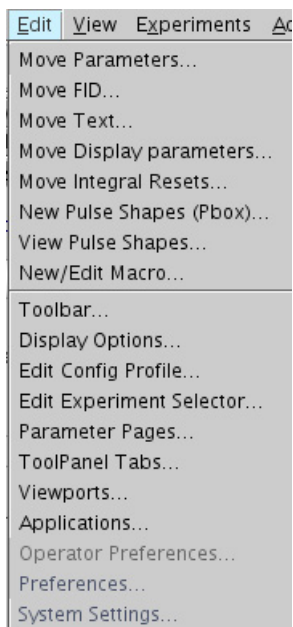 Edit View Experiments
Move Parameters...
Move FID...
Move Text...
Move Display parameters...
Move Integral Resets...
New Pulse Shapes (Pbox)...
View Pulse Shapes...
New/Edit Macro...
Toolbar...
Display Options...
Edit Config Profile...
Edit Experiment Selector...
Parameter Pages...
ToolPanel Tabs...
Viewports...
Applications...
Operator Preferences...
Preferences...
System Settings...